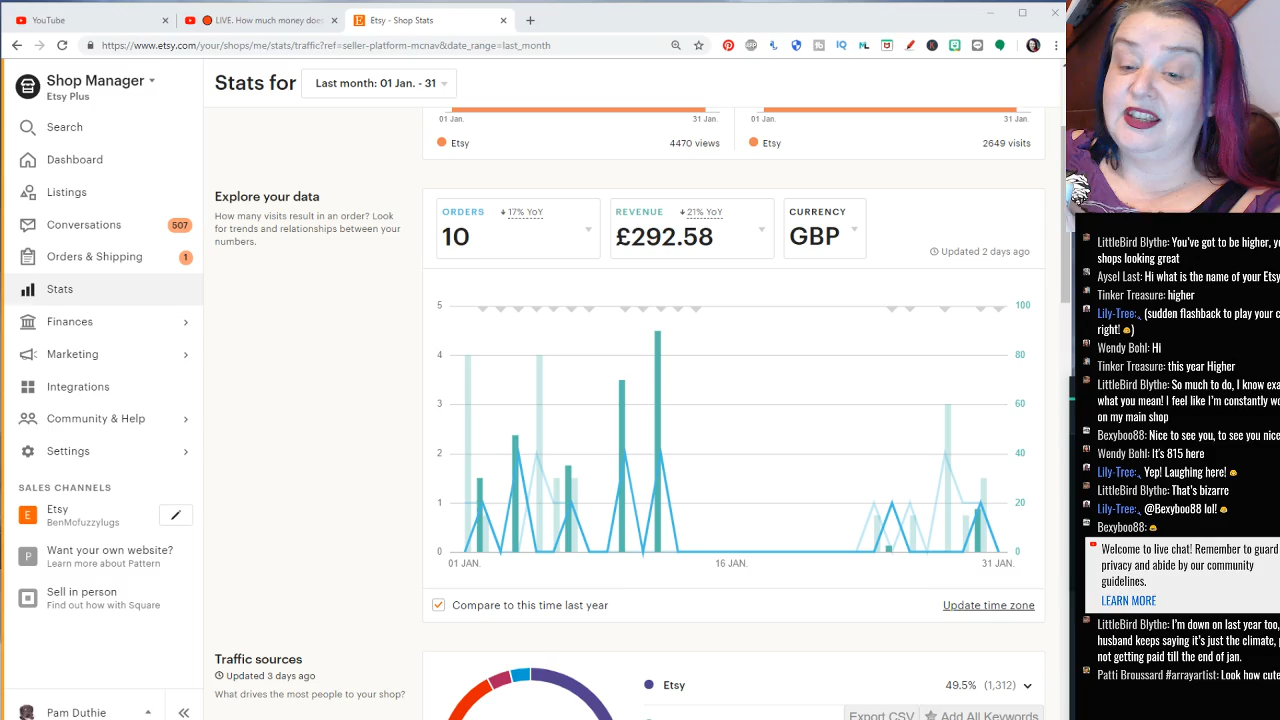 YouTube
LIVE. How much money does
Etsy - Shop Stats
https://www.etsy.com/your/shops/me/stats/traffic?ref=seller-platform-mcnav&date_range=last_month
Shop Manager
Etsy Plus
Search
Dashboard
Listings
Conversations 507
Orders & Shipping 1
Stats
Finances
Marketing
Integrations
Community & Help
Settings
SALES CHANNELS
Etsy
BenMofuzzylugs
Want your own website?
Learn more about Pattern
Sell in person
Find out how with Square
Pam Duthie
Stats for Last month: 01 Jan. - 31
01 Jan. 31 Jan.
01 Jan. 31 Jan.
Etsy 4470 views
Etsy 2649 visits
Explore your data
How many visits result in an order? Look
for trends and relationships between your
numbers.
ORDERS 17% YoY
10
REVENUE 21% YoY
£292.58
CURRENCY
GBP
Updated 2 days ago
5 100
4 80
3 60
2 40
1 20
0 0
01 JAN. 16 JAN. 31 JAN.
Compare to this time last year Update time zone
Traffic sources
Updated 3 days ago
What drives the most people to your shop?
Etsy 49.5% (1,312)
Export CSV Add All Keywords
LittleBird Blythe: You've got to be higher, yo
shops looking great
Aysel Last: Hi what is the name of your Etsy
Tinker Treasure: higher
Lily-Tree:. (sudden flashback to play your c
right!)
Wendy Bohl: Hi
Tinker Treasure: this year Higher
LittleBird Blythe: So much to do, I know exa
what you mean! I feel like I'm constantly wo
on my main shop
Bexyboo88: Nice to see you, to see you nice
Wendy Bohl: It's 815 here
Lily-Tree: Yep! Laughing here!
LittleBird Blythe: That's bizarre
Lily-Tree: @Bexyboo88 lol!
Bexyboo88:
Welcome to live chat! Remember to guard
privacy and abide by our community
guidelines.
LEARN MORE
LittleBird Blythe: I'm down on last year too,
husband keeps saying it's just the climate, p
not getting paid till the end of jan.
Patti Broussard #arrayartist: Look how cute